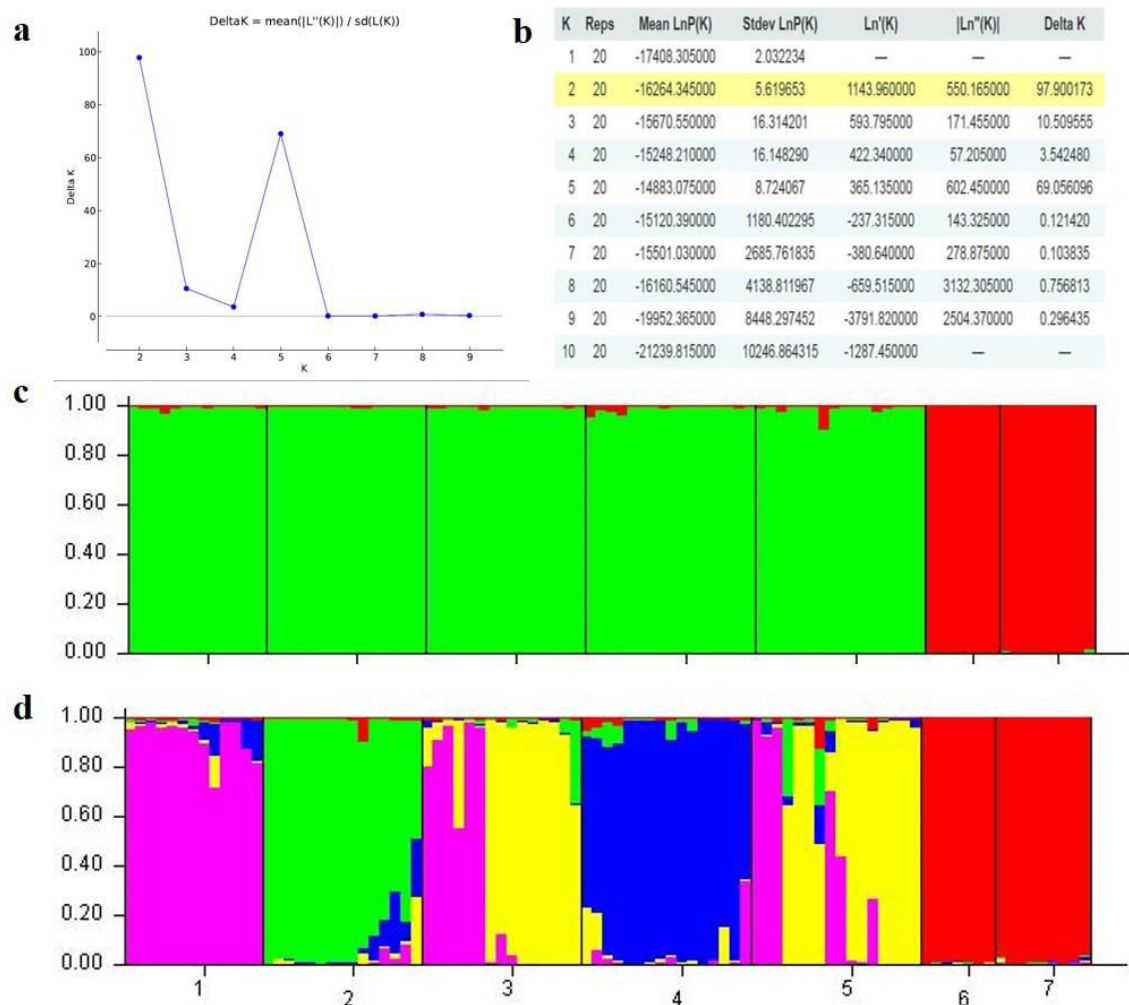 a
DeltaK = mean(|L''(K)|) / sd(L(K))
100
80
60
40
20
0
Delta K
2 3 4 5 6 7 8 9
K
b
K Reps Mean LnP(K) Stdev LnP(K) Ln'(K) |Ln''(K)| Delta K
1 20 -17408.305000 2.032234 — — —
2 20 -16264.345000 5.619653 1143.960000 550.165000 97.900173
3 20 -15670.550000 16.314201 593.795000 171.455000 10.509555
4 20 -15248.210000 16.148290 422.340000 57.205000 3.542480
5 20 -14883.075000 8.724067 365.135000 602.450000 69.056096
6 20 -15120.390000 1180.402295 -237.315000 143.325000 0.121420
7 20 -15501.030000 2685.761835 -380.640000 278.875000 0.103835
8 20 -16160.545000 4138.811967 -659.515000 3132.305000 0.756813
9 20 -19952.365000 8448.297452 -3791.820000 2504.370000 0.296435
10 20 -21239.815000 10246.864315 -1287.450000 — —
c
1.00
0.80
0.60
0.40
0.20
0.00
d
1.00
0.80
0.60
0.40
0.20
0.00
1 2 3 4 5 6 7